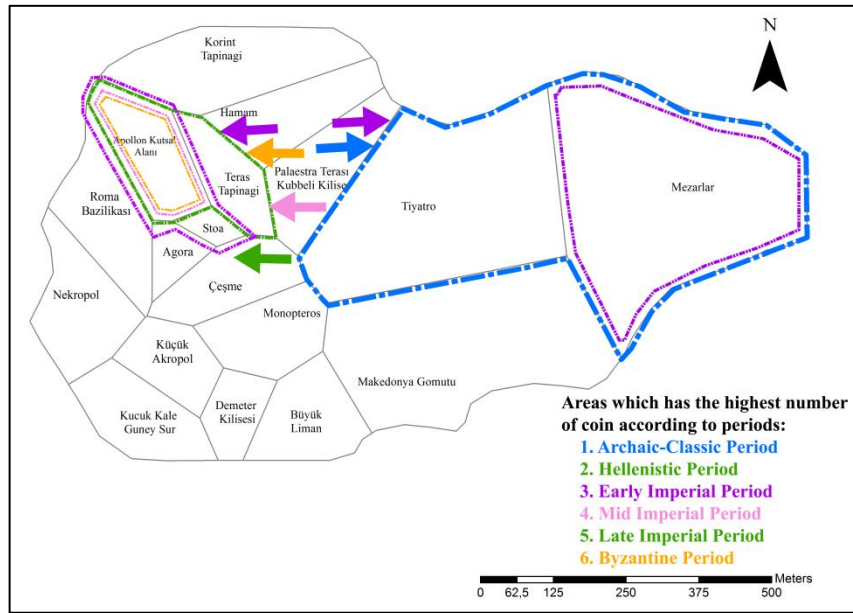 N
Korint
Tapinagi
Hamam
Apollon Kutsal
Alanı
Palaestra Terası
Kubbeli Kilise
Teras
Tapinagi
Mezarlar
Roma
Bazilikası
Tiyatro
Stoa
Agora
Çeşme
Nekropol
Monopteros
Küçük
Akropol
Makedonya Gomutu
Kucuk Kale
Guney Sur
Demeter
Kilisesi
Büyük
Liman
Areas which has the highest number
of coin according to periods:
1. Archaic-Classic Period
2. Hellenistic Period
3. Early Imperial Period
4. Mid Imperial Period
5. Late Imperial Period
6. Byzantine Period
Meters
0 62,5 125 250 375 500